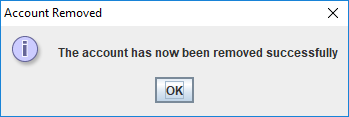 Account Removed
The account has now been removed successfully
OK